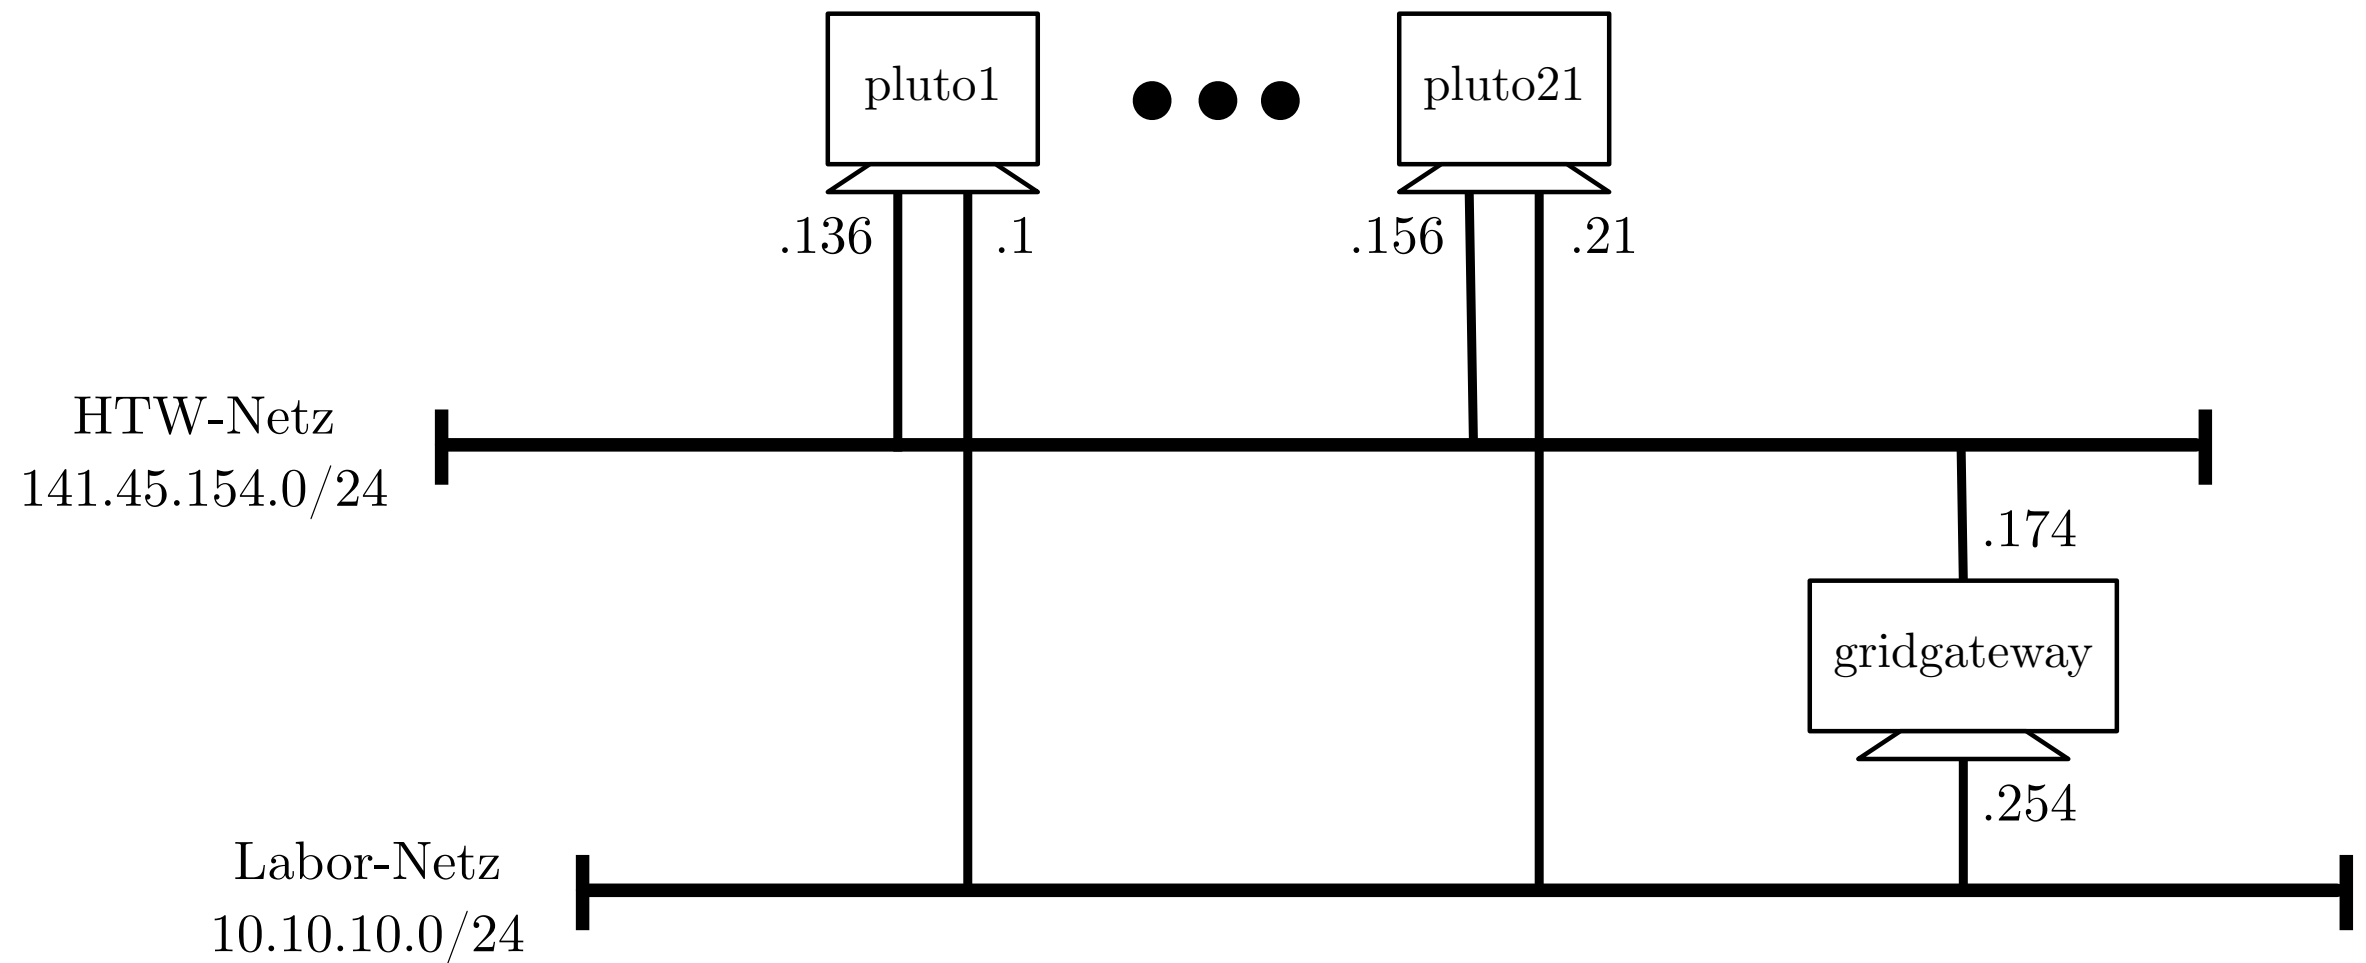 pluto1
pluto21
.136
.1
.156
.21
HTW-Netz
141.45.154.0/24
.174
gridgateway
.254
Labor-Netz
10.10.10.0/24